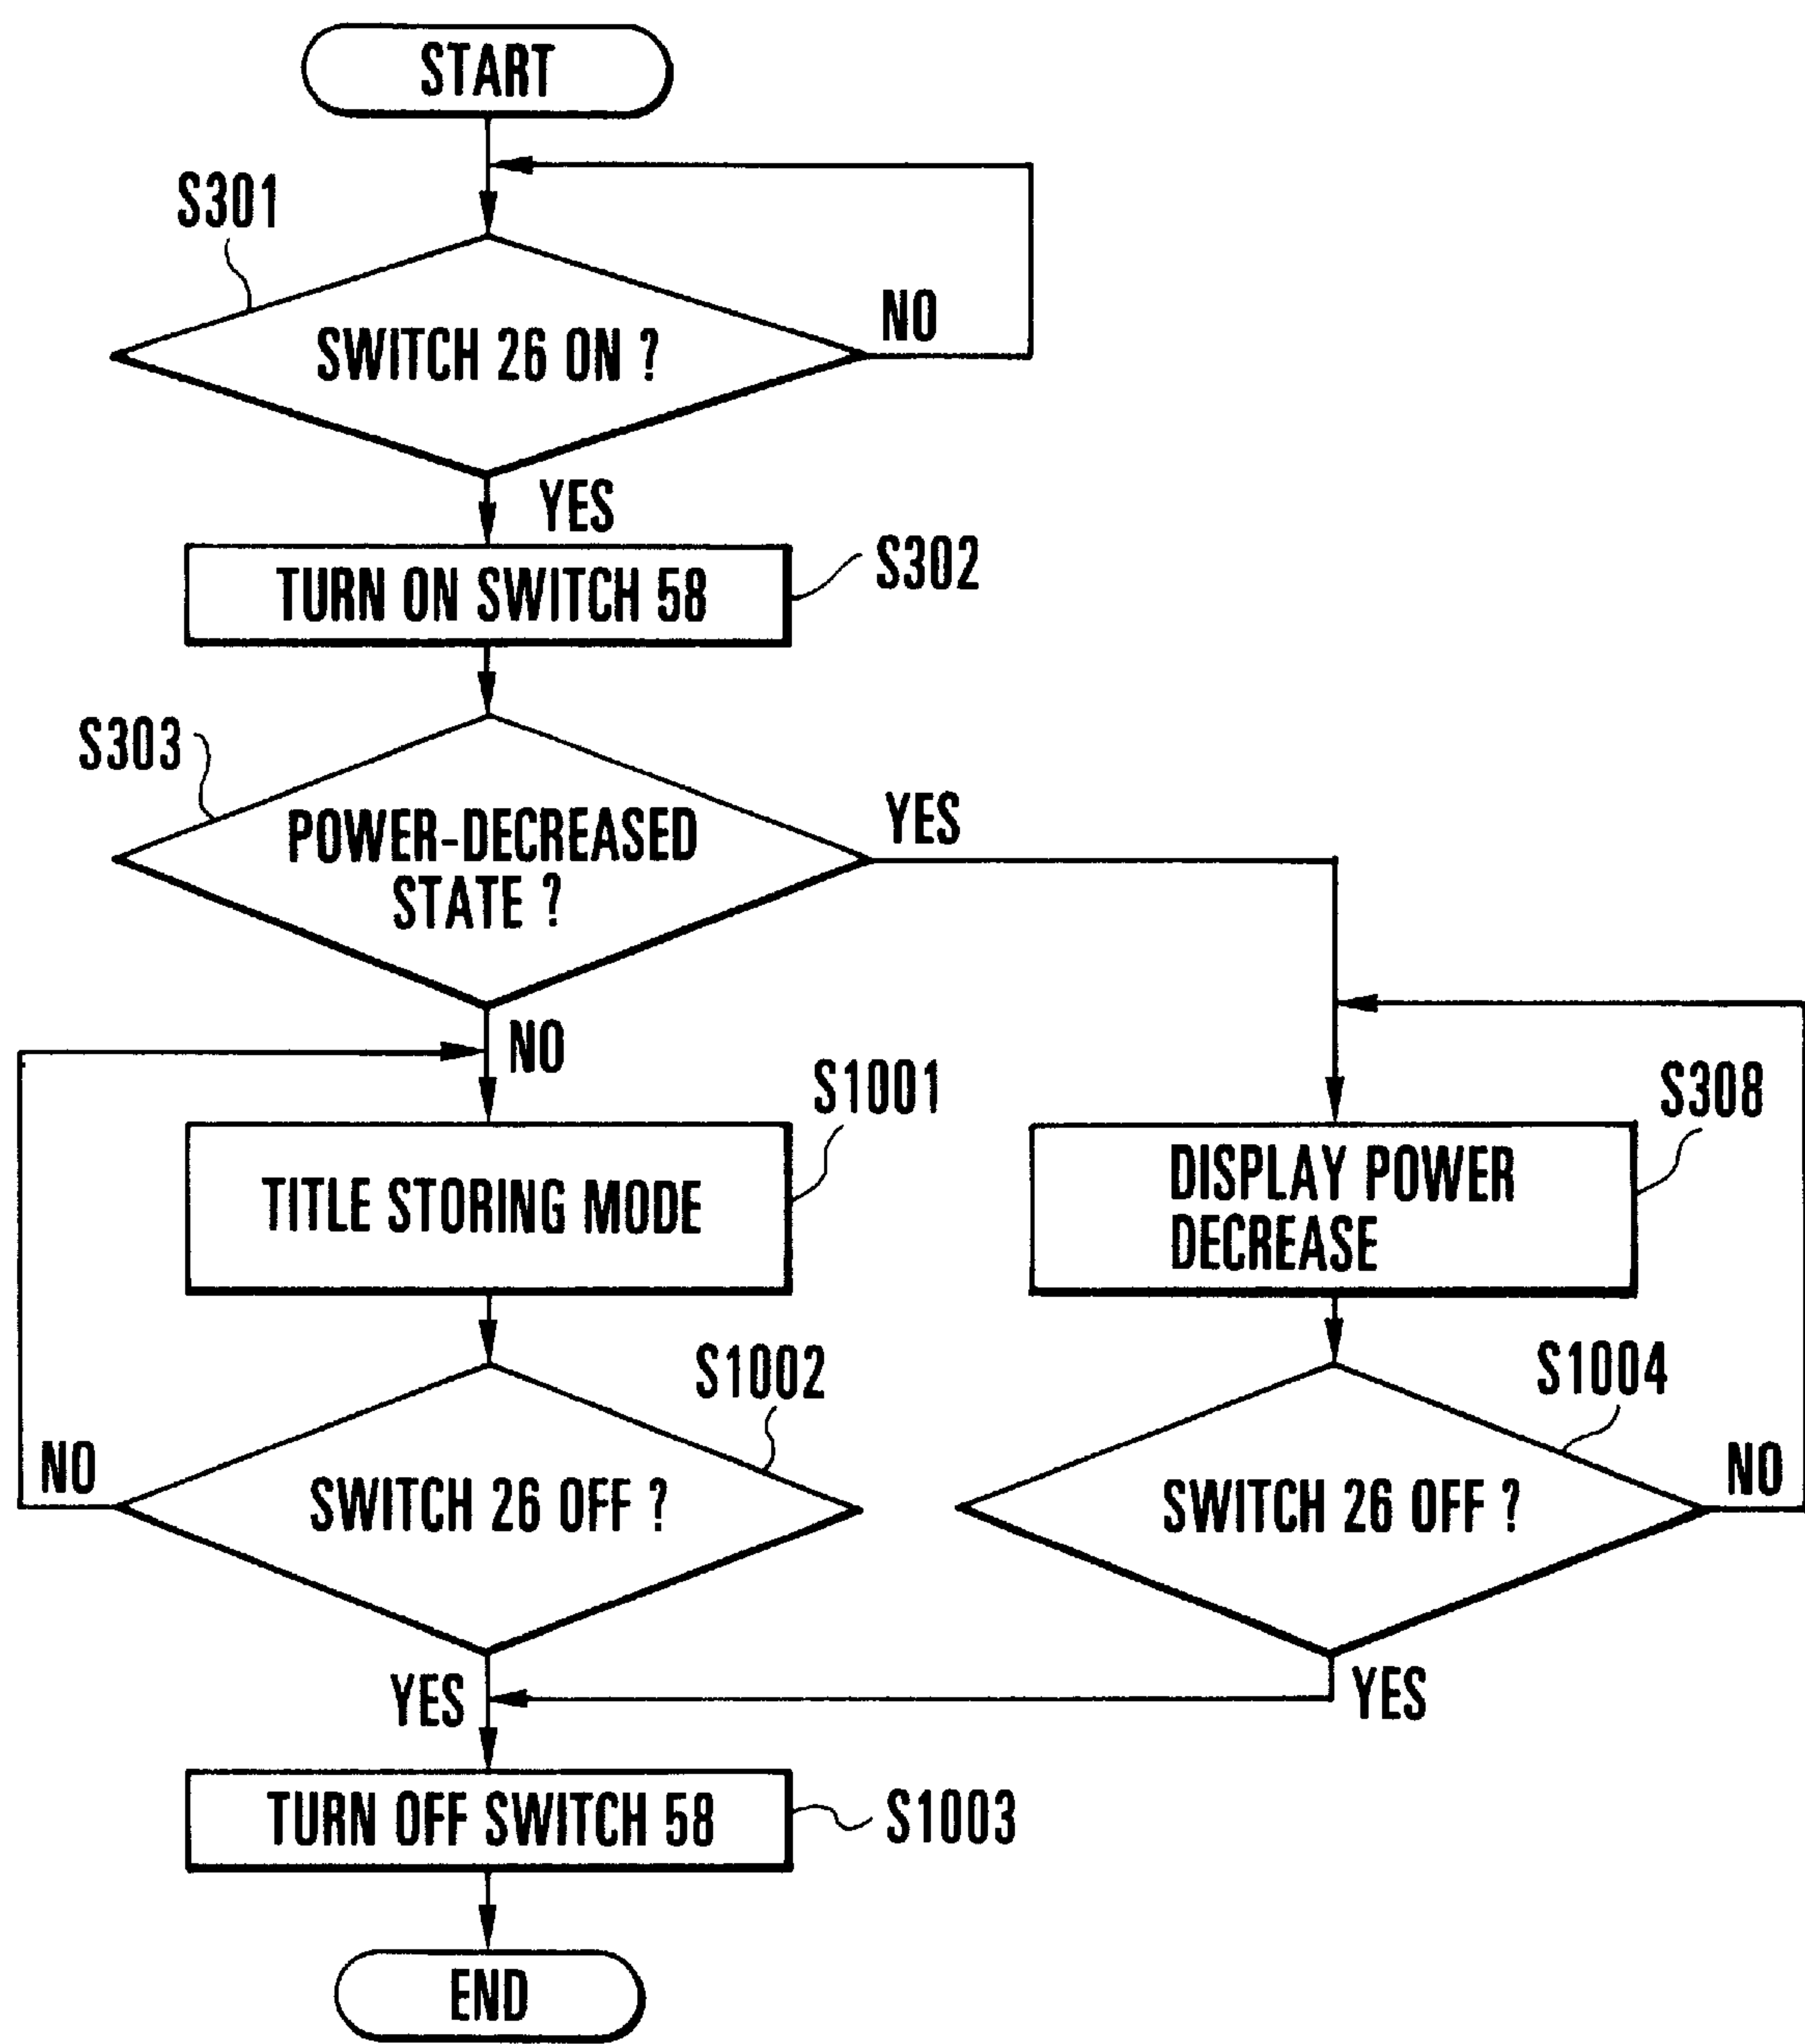 START
S301
SWITCH 26 ON ?
NO
YES
TURN ON SWITCH 58
S302
S303
POWER-DECREASED
STATE ?
YES
NO
S1001
TITLE STORING MODE
S308
DISPLAY POWER
DECREASE
S1002
SWITCH 26 OFF ?
NO
S1004
SWITCH 26 OFF ?
NO
YES
YES
TURN OFF SWITCH 58
S1003
END